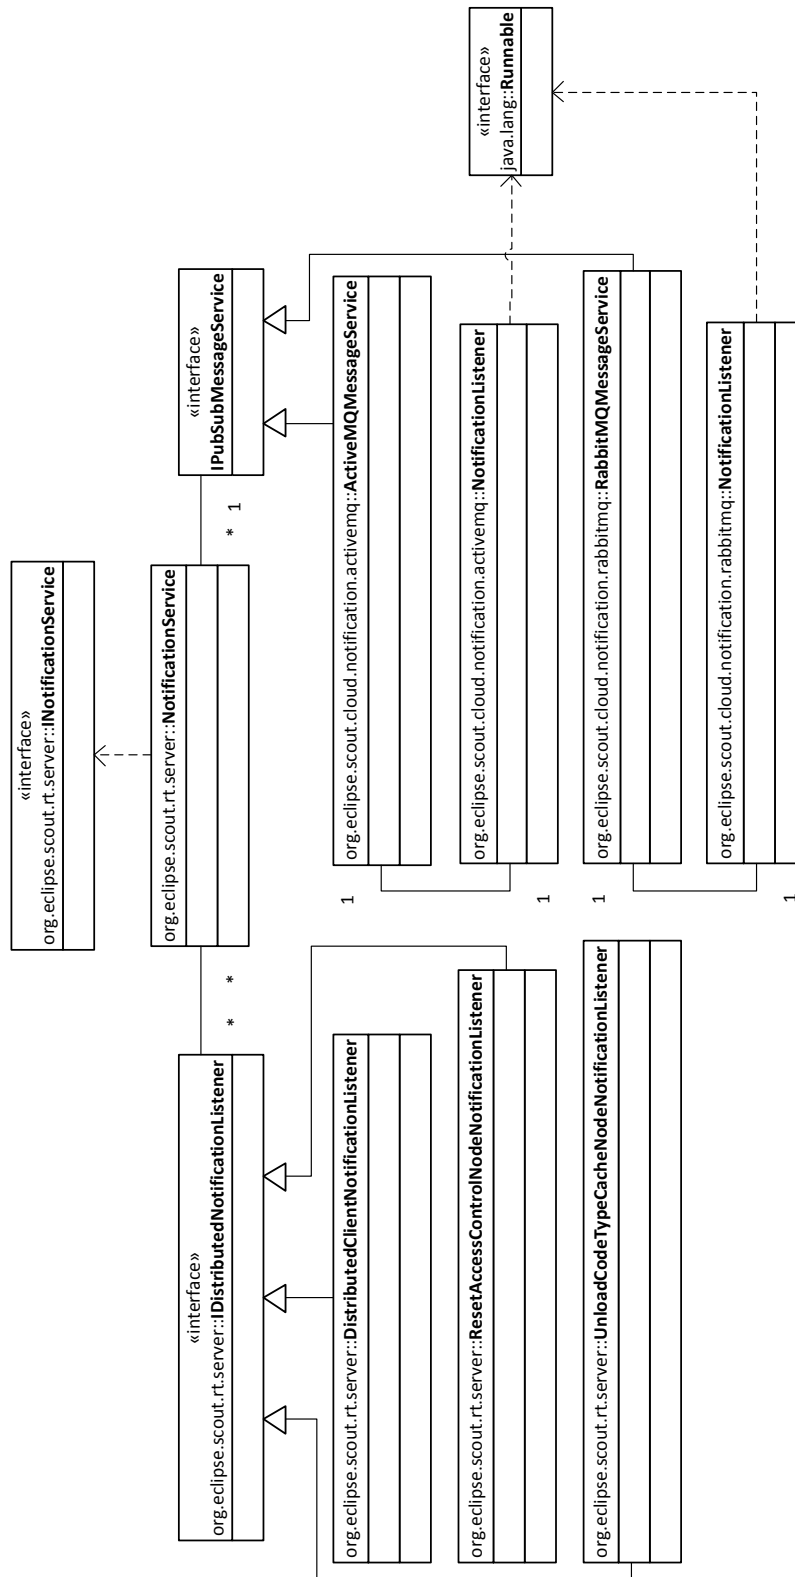 «interface»
org.eclipse.scout.rt.server::INotificationService
org.eclipse.scout.rt.server::NotificationService
* *
* 1
«interface»
org.eclipse.scout.rt.server::IDistributedNotificationListener
«interface»
IPubSubMessageService
org.eclipse.scout.rt.server::DistributedClientNotificationListener
org.eclipse.scout.cloud.notification.activemq::ActiveMQMessageService
1
«interface»
java.lang::Runnable
org.eclipse.scout.rt.server::ResetAccessControlNodeNotificationListener
org.eclipse.scout.cloud.notification.activemq::NotificationListener
1
org.eclipse.scout.rt.server::UnloadCodeTypeCacheNodeNotificationListener
org.eclipse.scout.cloud.notification.rabbitmq::RabbitMQMessageService
1
org.eclipse.scout.cloud.notification.rabbitmq::NotificationListener
1